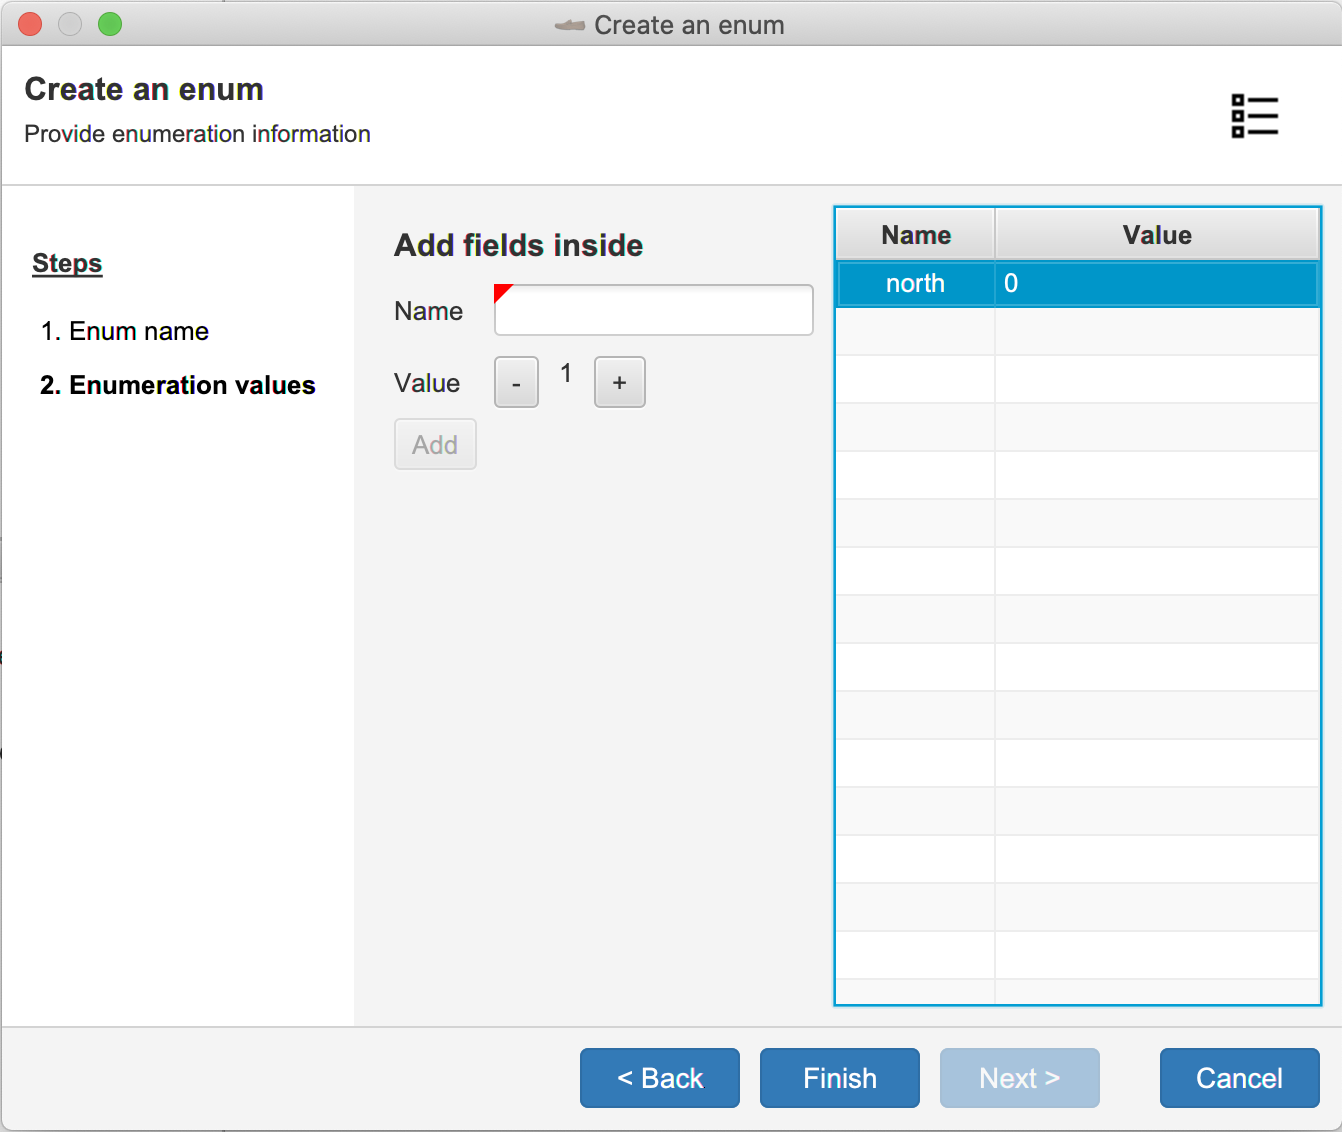 Create an enum
Create an enum
Provide enumeration information
Steps
1. Enum name
2. Enumeration values
Add fields inside
Name
Value - 1 +
Add
Name Value
north 0
< Back Finish Next > Cancel